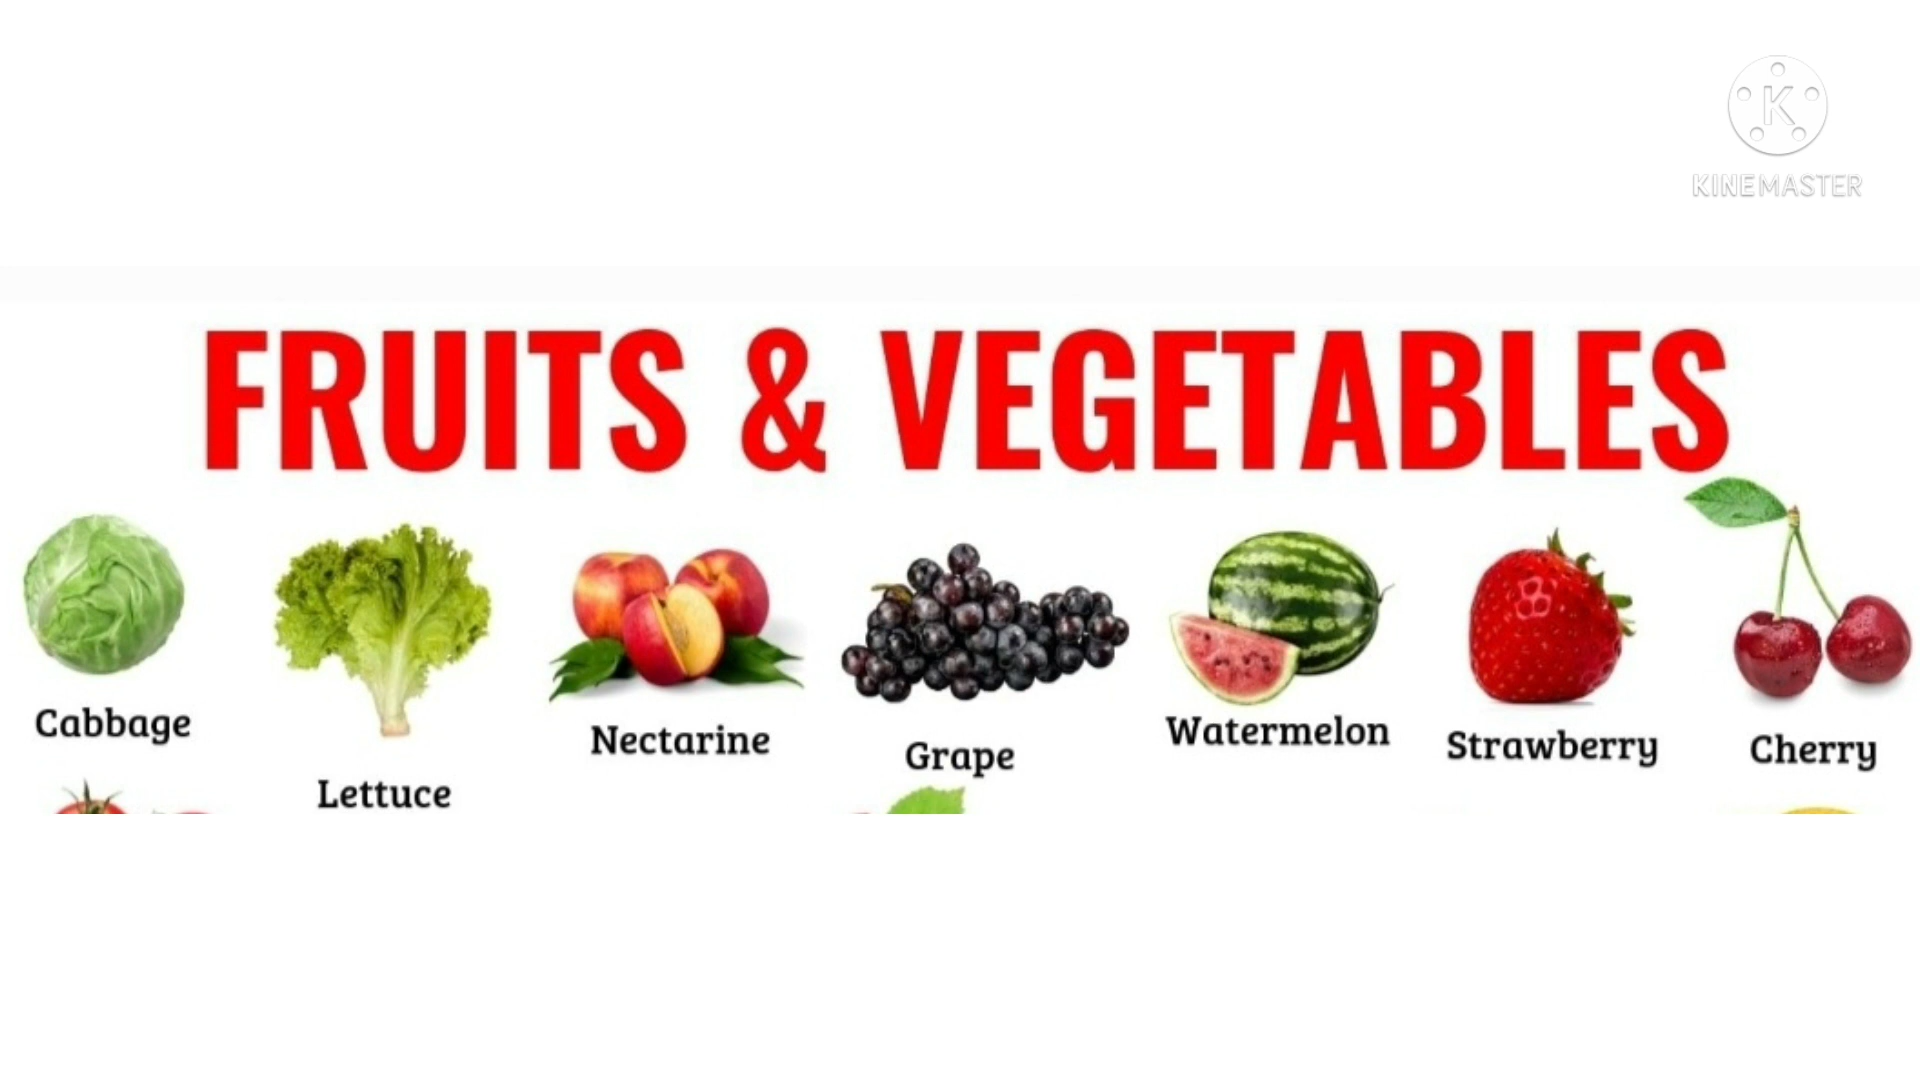 K
KINEMASTER
FRUITS & VEGETABLES
Cabbage
Lettuce
Nectarine
Grape
Watermelon
Strawberry
Cherry